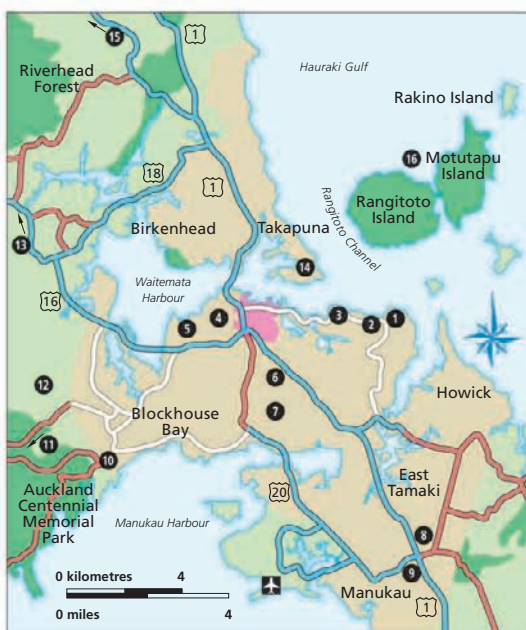 15
1
Hauraki Gulf
Riverhead
Forest
Rakino Island
18
1
16
Motutapu
Island
Rangitoto
Island
Rangitoto Channel
Birkenhead
Takapuna
13
14
Waitemata
Harbour
16
5
4
3
2
1
6
12
7
Howick
Blockhouse
Bay
11
10
Auckland
Centennial
Memorial
Park
20
East
Tamaki
Manukau Harbour
8
9
0 kilometres 4
0 miles 4
Manukau
1